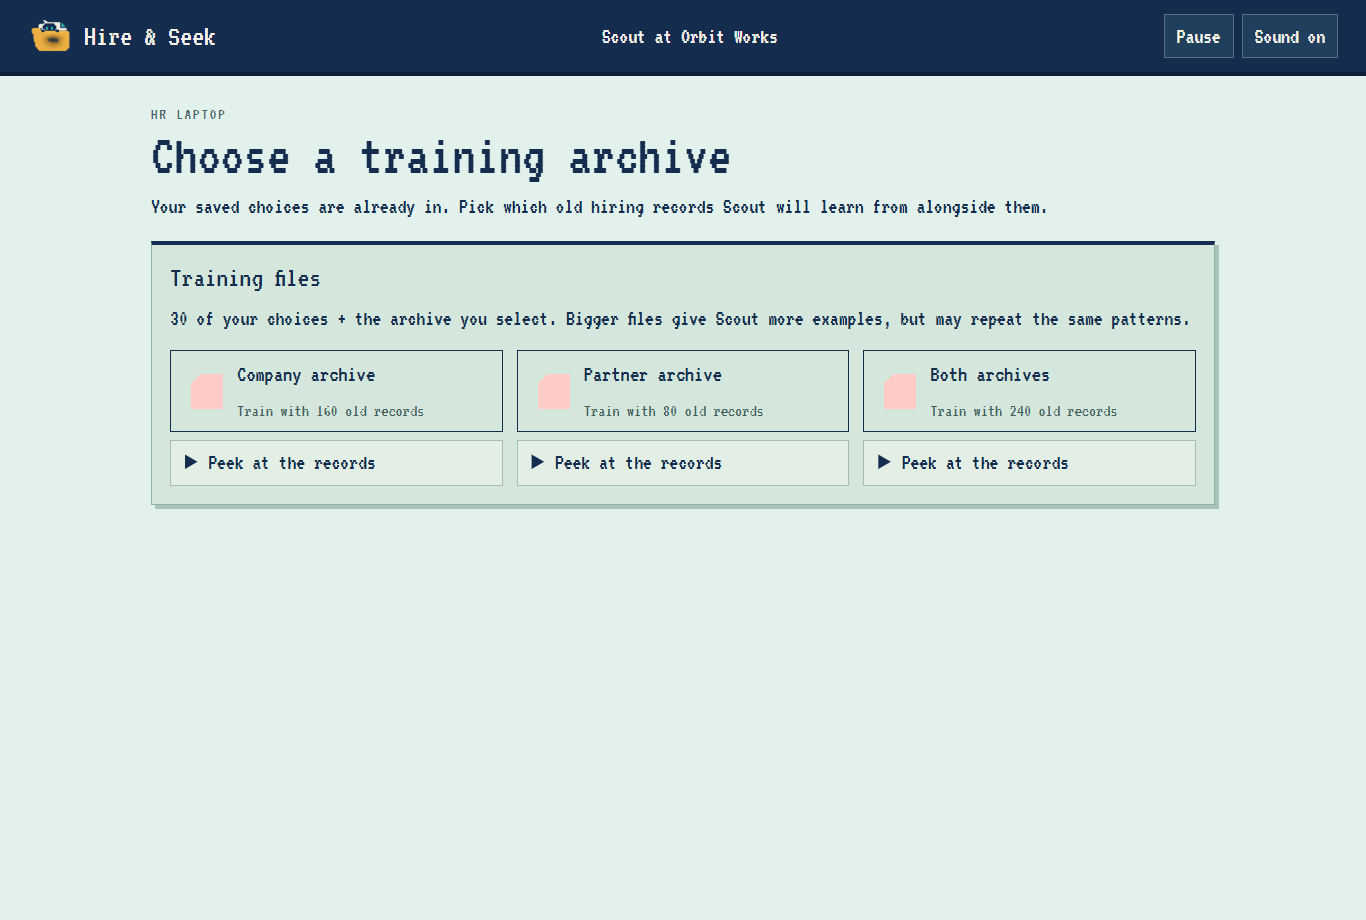 Hire & Seek
Scout at Orbit Works
Pause
Sound on
HR LAPTOP
Choose a training archive
Your saved choices are already in. Pick which old hiring records Scout will learn from alongside them.
Training files
30 of your choices + the archive you select. Bigger files give Scout more examples, but may repeat the same patterns.
Company archive
Train with 160 old records
Peek at the records
Partner archive
Train with 80 old records
Peek at the records
Both archives
Train with 240 old records
Peek at the records